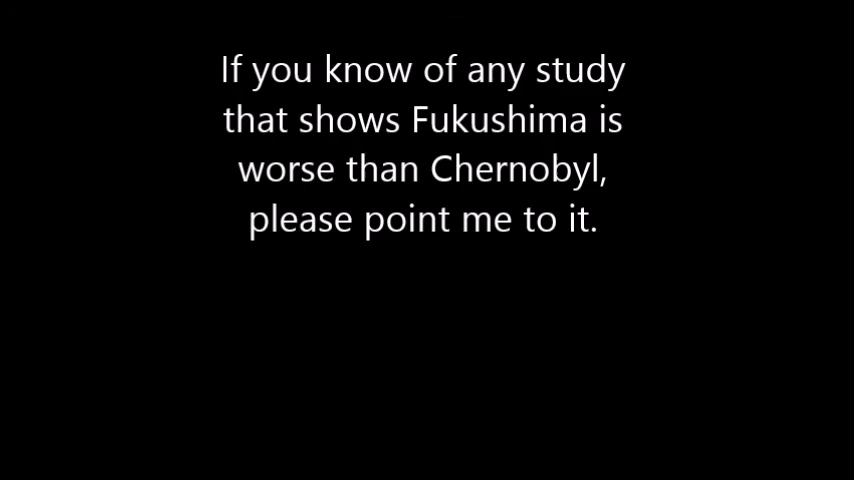 If you know of any study
that shows Fukushima is
worse than Chernobyl,
please point me to it.